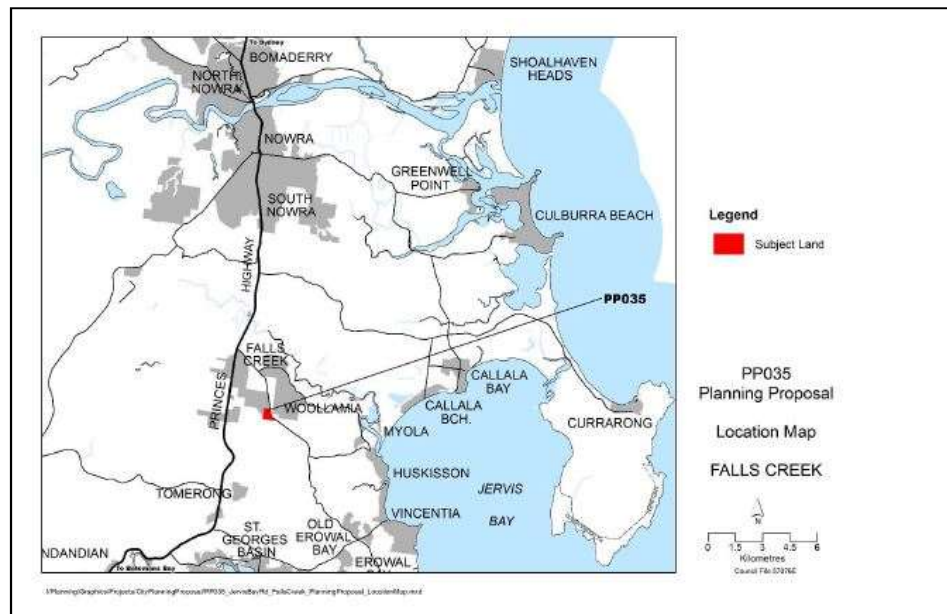 To Sydney
BOMADERRY
SHOALHAVEN
HEADS
NORTH
NOWRA
NOWRA
GREENWELL
POINT
SOUTH
NOWRA
CULBURRA BEACH
HIGHWAY
PP035
FALLS
CREEK
PRINCES
WOOLLAMIA
CALLALA
BAY
CALLALA
BCH.
CURRARONG
MYOLA
HUSKISSON
JERVIS
BAY
TOMERONG
VINCENTIA
ST.
GEORGES
BASIN
OLD
EROWAL
BAY
EROWAL
NDANDIAN
To Batemans Bay
Legend
Subject Land
PP035
Planning Proposal
Location Map
FALLS CREEK
N
0 1.5 3 4.5 6
Kilometres